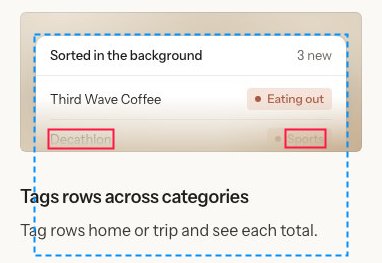 Sorted in the background 3 new
Third Wave Coffee Eating out
Decathlon Sports
Tags rows across categories
Tag rows home or trip and see each total.